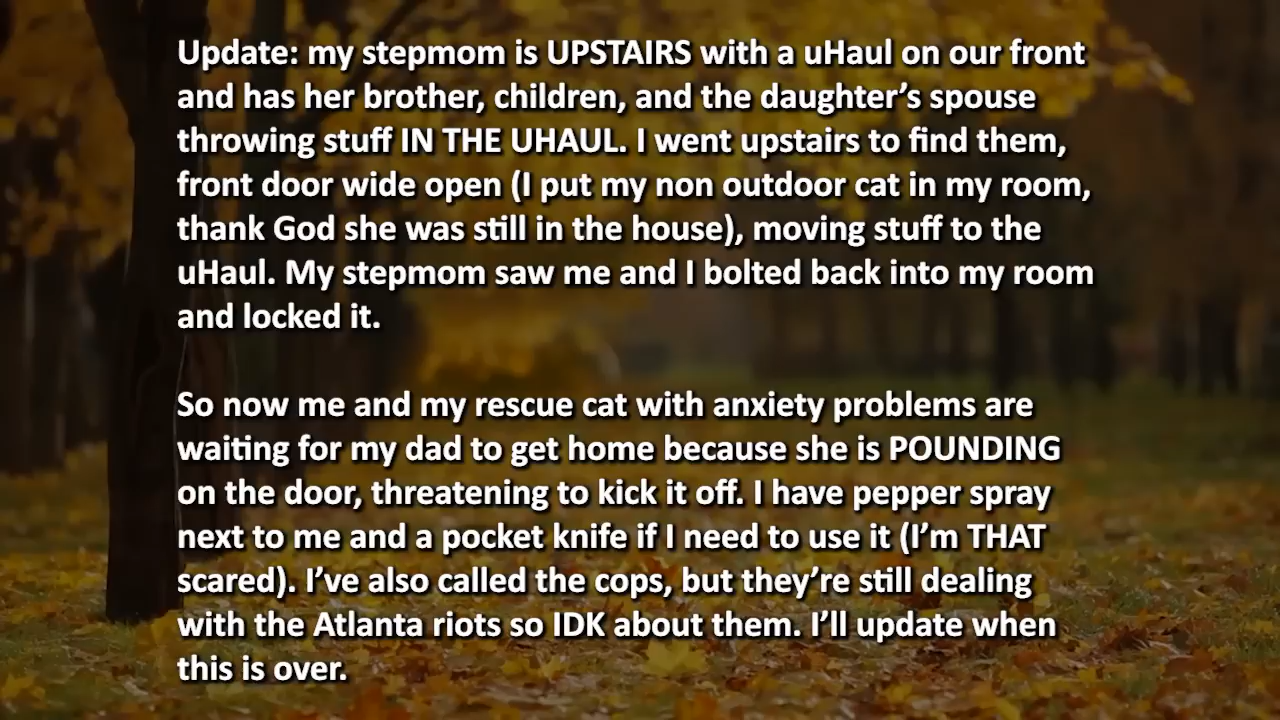 Update: my stepmom is UPSTAIRS with a uHaul on our front
and has her brother, children, and the daughter’s spouse
throwing stuff IN THE UHAUL. I went upstairs to find them,
front door wide open (I put my non outdoor cat in my room,
thank God she was still in the house), moving stuff to the
uHaul. My stepmom saw me and I bolted back into my room
and locked it.
So now me and my rescue cat with anxiety problems are
waiting for my dad to get home because she is POUNDING
on the door, threatening to kick it off. I have pepper spray
next to me and a pocket knife if I need to use it (I’m THAT
scared). I’ve also called the cops, but they’re still dealing
with the Atlanta riots so IDK about them. I’ll update when
this is over.